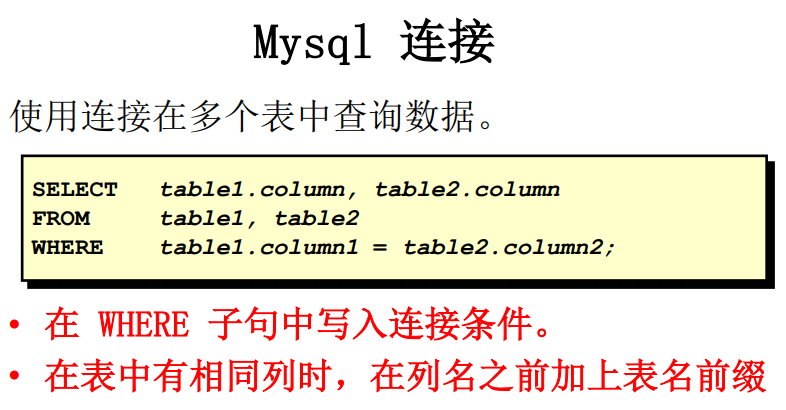 Mysql 连接
使用连接在多个表中查询数据。
SELECT table1.column, table2.column
FROM table1, table2
WHERE table1.column1 = table2.column2;
• 在 WHERE 子句中写入连接条件。
• 在表中有相同列时，在列名之前加上表名前缀